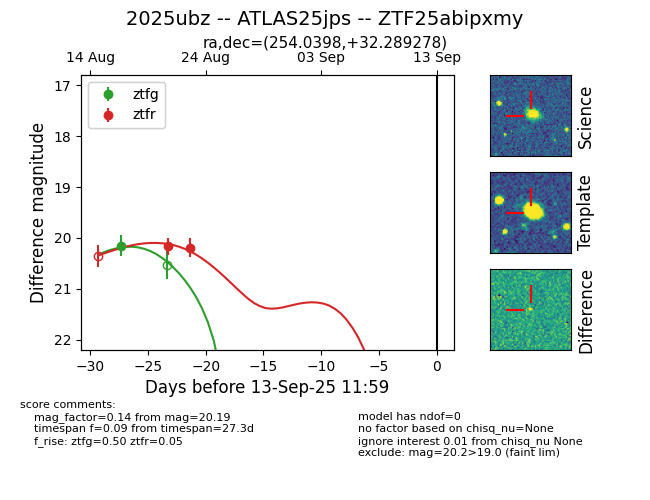 2025ubz -- ATLAS25jps -- ZTF25abipxmy
ra,dec=(254.0398,+32.289278)
14 Aug 24 Aug 03 Sep 13 Sep
ztfg
ztfr
17
18
19
20
21
22
Difference magnitude
−30 −25 −20 −15 −10 −5 0
Days before 13-Sep-25 11:59
Science
Template
Difference
score comments:
mag_factor=0.14 from mag=20.19
timespan f=0.09 from timespan=27.3d
f_rise: ztfg=0.50 ztfr=0.05
model has ndof=0
no factor based on chisq_nu=None
ignore interest 0.01 from chisq_nu None
exclude: mag=20.2>19.0 (faint lim)